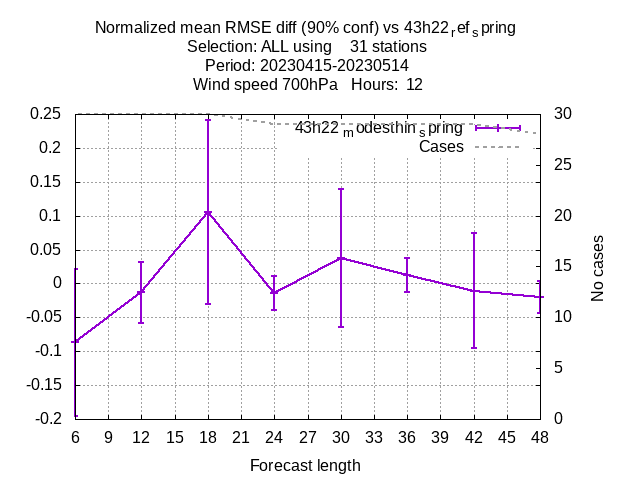 Normalized mean RMSE diff (90% conf) vs 43h22refspring
Selection: ALL using 31 stations
Period: 20230415-20230514
Wind speed 700hPa Hours: 12
43h22modesthinspring
Cases
0.25
0.2
0.15
0.1
0.05
0
-0.05
-0.1
-0.15
-0.2
30
25
20
15
10
5
0
No cases
6 9 12 15 18 21 24 27 30 33 36 39 42 45 48
Forecast length